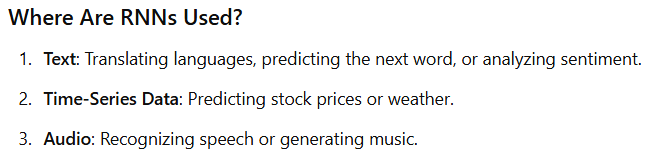 Where Are RNNs Used?
1. Text: Translating languages, predicting the next word, or analyzing sentiment.
2. Time-Series Data: Predicting stock prices or weather.
3. Audio: Recognizing speech or generating music.